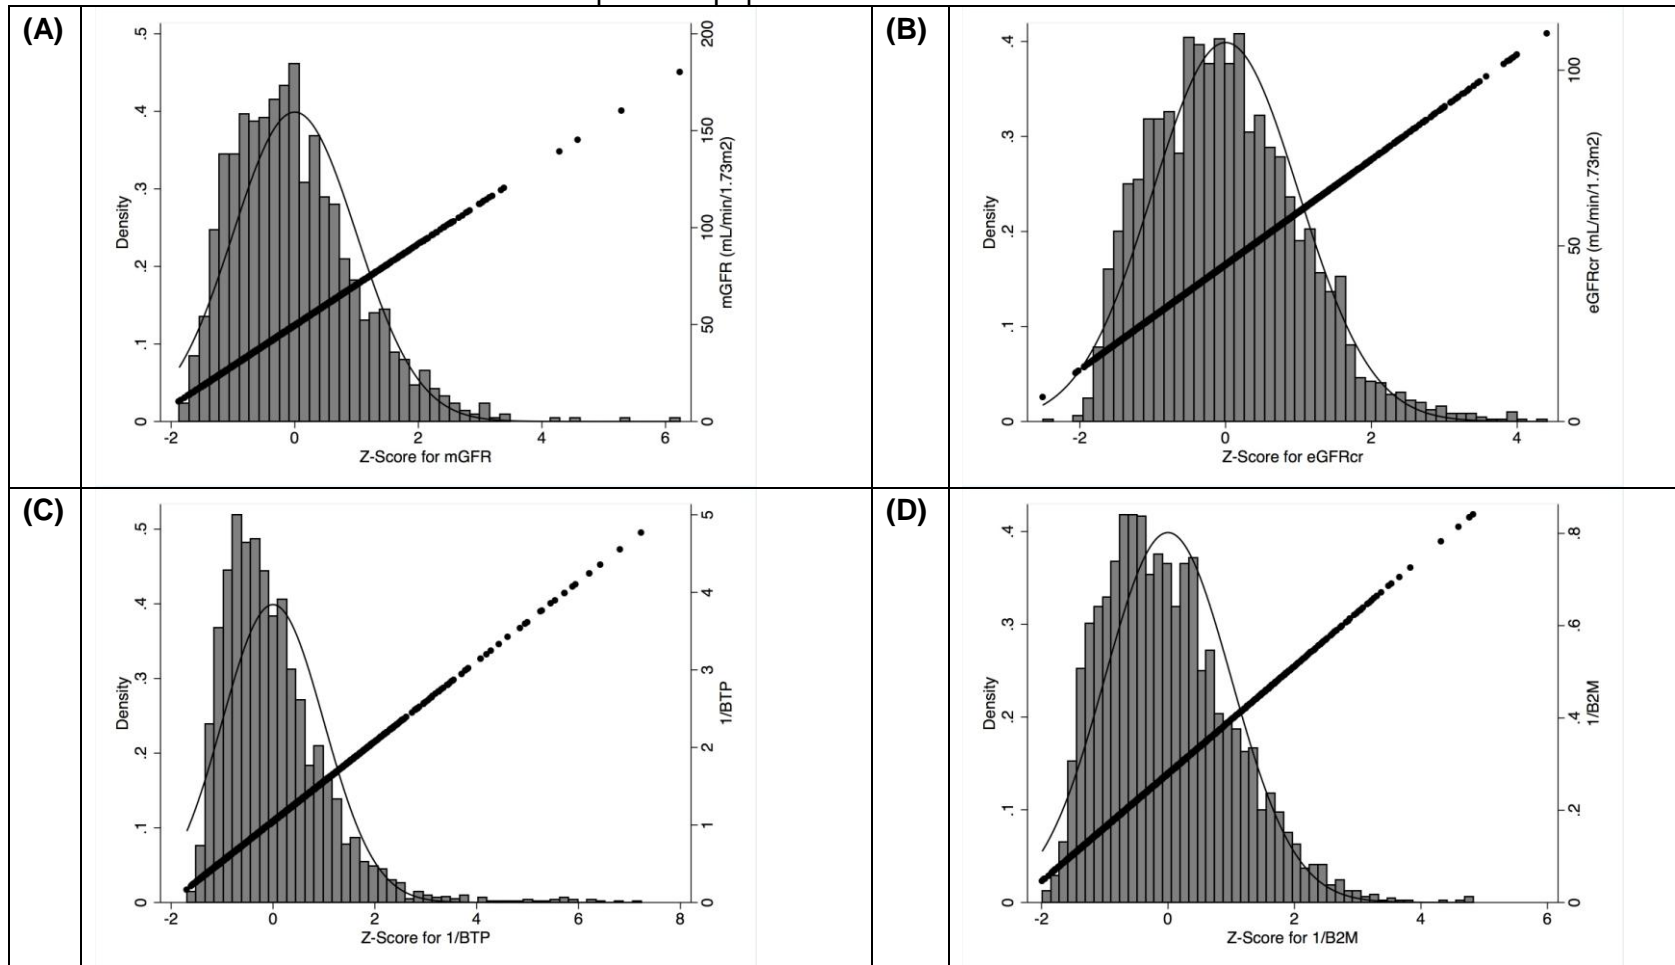 (A)
.5
.4
.3
.2
.1
0
Density
200
150
100
50
0
mGFR (mL/min/1.73m2)
-2 0 2 4 6
Z-Score for mGFR
(B)
.4
.3
.2
.1
0
Density
100
50
0
eGFRcr (mL/min/1.73m2)
-2 0 2 4
Z-Score for eGFRcr
(C)
.5
.4
.3
.2
.1
0
Density
5
4
3
2
1
0
1/BTP
-2 0 2 4 6 8
Z-Score for 1/BTP
(D)
.4
.3
.2
.1
0
Density
.8
.6
.4
.2
0
1/B2M
-2 0 2 4 6
Z-Score for 1/B2M